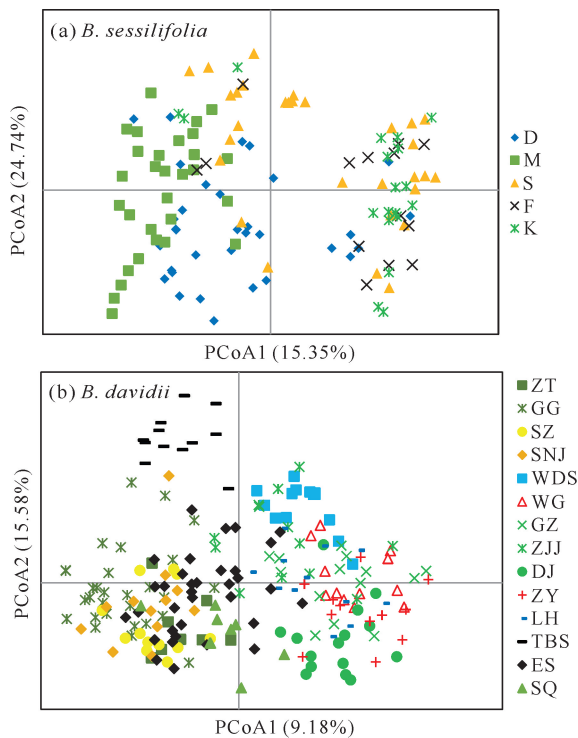 (a) B. sessilifolia
PCoA2 (24.74%)
PCoA1 (15.35%)
D
M
S
F
K
(b) B. davidii
PCoA2 (15.58%)
PCoA1 (9.18%)
ZT
GG
SZ
SNJ
WDS
WG
GZ
ZJJ
DJ
ZY
LH
TBS
ES
SQ